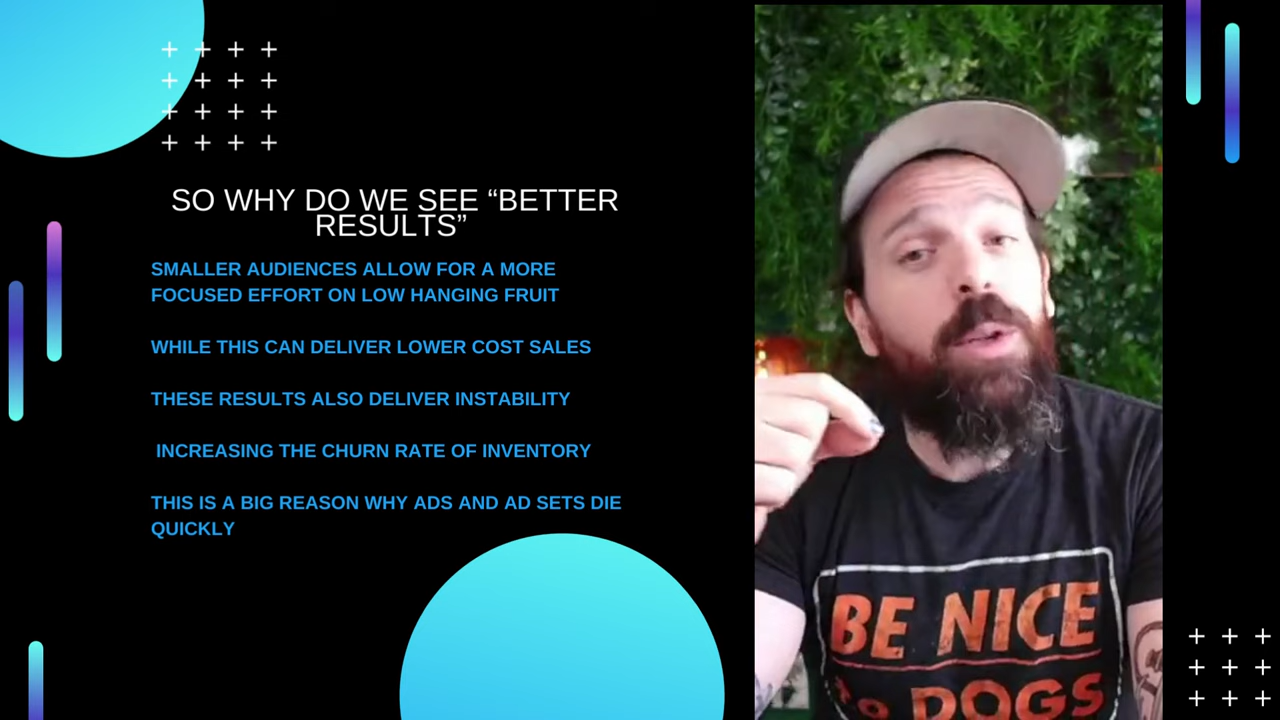 SO WHY DO WE SEE “BETTER
RESULTS”
SMALLER AUDIENCES ALLOW FOR A MORE
FOCUSED EFFORT ON LOW HANGING FRUIT
WHILE THIS CAN DELIVER LOWER COST SALES
THESE RESULTS ALSO DELIVER INSTABILITY
INCREASING THE CHURN RATE OF INVENTORY
THIS IS A BIG REASON WHY ADS AND AD SETS DIE
QUICKLY
BE NICE
to DOGS